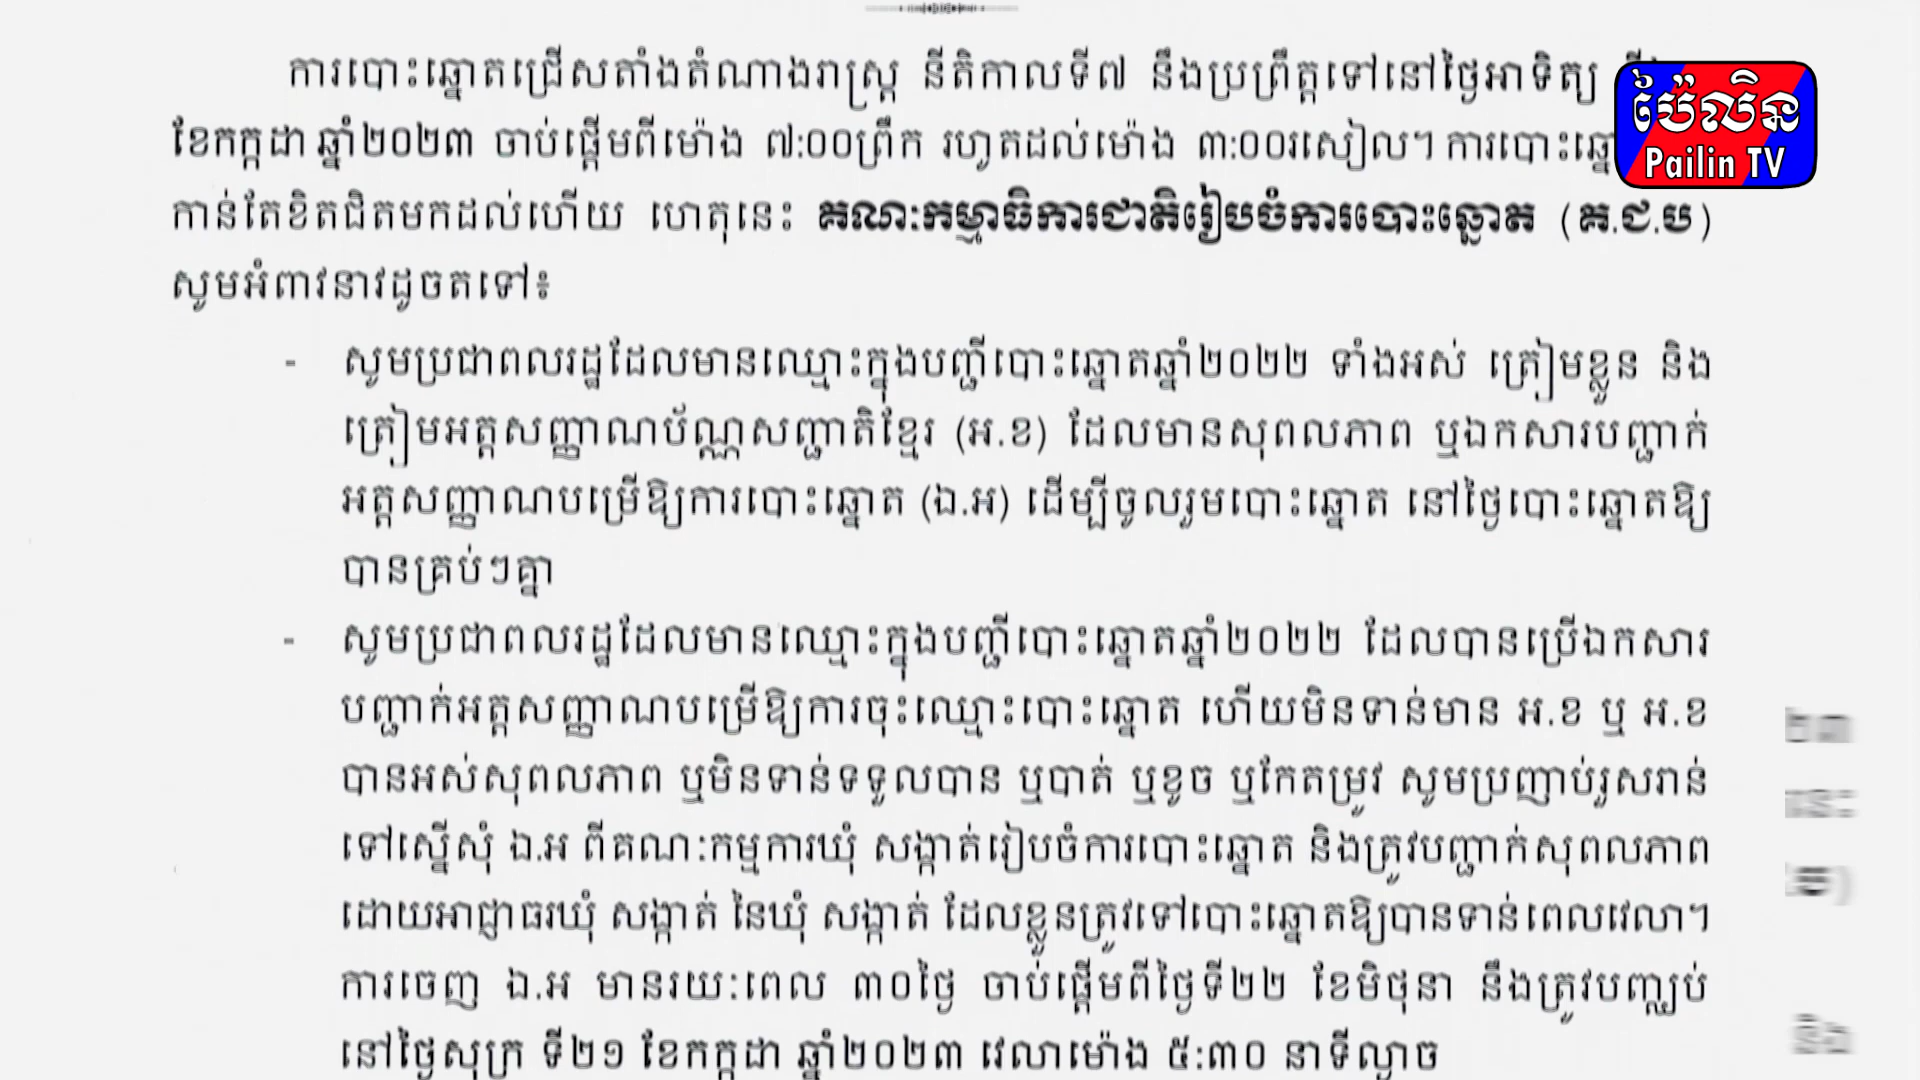 ការបោះឆ្នោតជ្រើសតាំងតំណាងរាស្ត្រ នីតិកាលទី៧ នឹងប្រព្រឹត្តទៅនៅថ្ងៃអាទិត្យ
ប៉ៃលិន
Pailin TV
ខែកក្កដា ឆ្នាំ២០២៣ ចាប់ផ្តើមពីម៉ោង ៧:០០ព្រឹក រហូតដល់ម៉ោង ៣:០០រសៀល។ ការបោះឆ្នោ
កាន់តែខិតជិតមកដល់ហើយ ហេតុនេះ គណៈកម្មាធិការជាតិរៀបចំការបោះឆ្នោត (គ.ជ.ប)
សូមអំពាវនាវដូចតទៅ៖
- សូមប្រជាពលរដ្ឋដែលមានឈ្មោះក្នុងបញ្ជីបោះឆ្នោតឆ្នាំ២០២២ ទាំងអស់ ត្រៀមខ្លួន និង
ត្រៀមអត្តសញ្ញាណប័ណ្ណសញ្ជាតិខ្មែរ (អ.ខ) ដែលមានសុពលភាព ឬឯកសារបញ្ជាក់
អត្តសញ្ញាណបម្រើឱ្យការបោះឆ្នោត (ឯ.អ) ដើម្បីចូលរួមបោះឆ្នោត នៅថ្ងៃបោះឆ្នោតឱ្យ
បានគ្រប់ៗគ្នា
- សូមប្រជាពលរដ្ឋដែលមានឈ្មោះក្នុងបញ្ជីបោះឆ្នោតឆ្នាំ២០២២ ដែលបានប្រើឯកសារ
បញ្ជាក់អត្តសញ្ញាណបម្រើឱ្យការចុះឈ្មោះបោះឆ្នោត ហើយមិនទាន់មាន អ.ខ ឬ អ.ខ
បានអស់សុពលភាព ឬមិនទាន់ទទួលបាន ឬបាត់ ឬខូច ឬកែតម្រូវ សូមប្រញាប់រួសរាន់
ទៅស្នើសុំ ឯ.អ ពីគណៈកម្មការឃុំ សង្កាត់រៀបចំការបោះឆ្នោត និងត្រូវបញ្ជាក់សុពលភាព
ដោយអាជ្ញាធរឃុំ សង្កាត់ នៃឃុំ សង្កាត់ ដែលខ្លួនត្រូវទៅបោះឆ្នោតឱ្យបានទាន់ពេលវេលា។
ការចេញ ឯ.អ មានរយៈពេល ៣០ថ្ងៃ ចាប់ផ្តើមពីថ្ងៃទី២២ ខែមិថុនា នឹងត្រូវបញ្ឈប់
នៅថ្ងៃសុក្រ ទី២១ ខែកក្កដា ឆ្នាំ២០២៣ វេលាម៉ោង ៥:៣០ នាទីល្ងាច